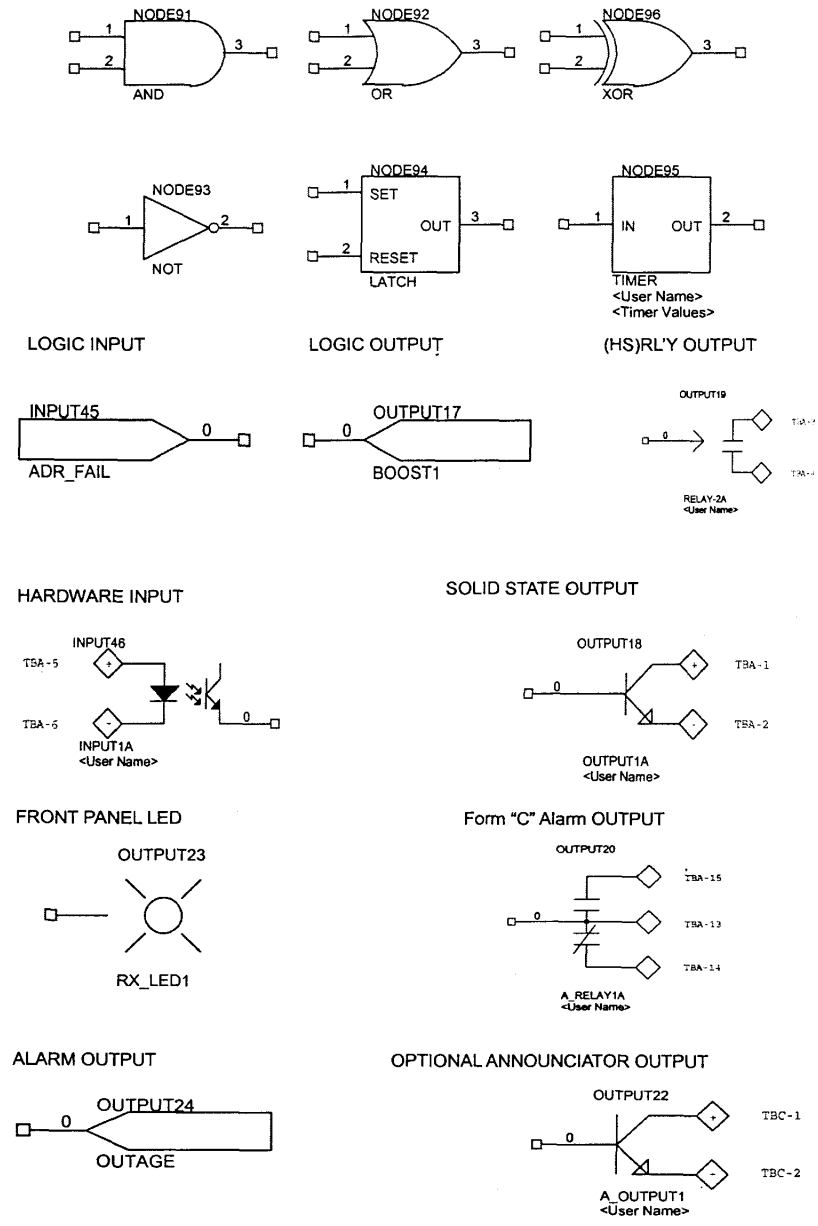 NODE91
1
2
3
AND
NODE92
1
2
3
OR
NODE96
1
2
3
XOR
NODE93
1
2
NOT
NODE94
1
SET
OUT
3
2
RESET
LATCH
NODE95
1
IN
OUT
2
TIMER
<User Name>
<Timer Values>
LOGIC INPUT
LOGIC OUTPUT
(HS)RL'Y OUTPUT
INPUT45
0
ADR_FAIL
OUTPUT17
0
BOOST1
OUTPUT19
0
RELAY-2A
<User Name>
HARDWARE INPUT
SOLID STATE OUTPUT
INPUT46
TBA-5
+
TBA-6
-
0
INPUT1A
<User Name>
OUTPUT18
0
+
TBA-1
-
TBA-2
OUTPUT1A
<User Name>
FRONT PANEL LED
Form "C" Alarm OUTPUT
OUTPUT23
RX_LED1
OUTPUT20
TBA-15
0
TBA-13
TBA-14
A_RELAY1A
<User Name>
ALARM OUTPUT
OPTIONAL ANNOUNCIATOR OUTPUT
OUTPUT24
0
OUTAGE
OUTPUT22
0
+
TBC-1
-
TBC-2
A_OUTPUT1
<User Name>